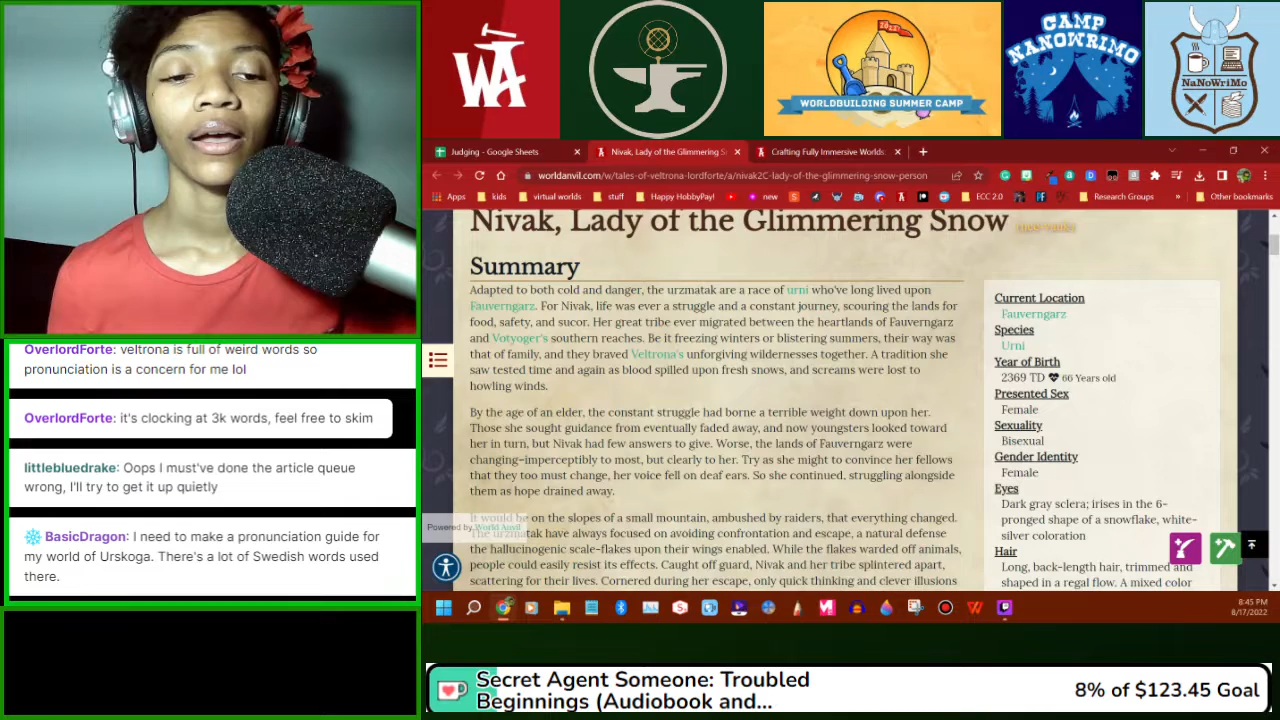 WA
2022
WORLDBUILDING SUMMER CAMP
CAMP
NANOWRIMO
NaNoWriMo
Judging - Google Sheets
Nivak, Lady of the Glimmering S
Crafting Fully Immersive Worlds:
worldanvil.com/w/tales-of-veltrona-lordforte/a/nivak2C-lady-of-the-glimmering-snow-person
Apps
kids
virtual worlds
stuff
Happy HobbyPay!
new
ECC 2.0
Research Groups
Other bookmarks
Nivak, Lady of the Glimmering Snow
Summary
Adapted to both cold and danger, the urzmatak are a race of urni who've long lived upon
Fauverngarz. For Nivak, life was ever a struggle and a constant journey, scouring the lands for
food, safety, and sucor. Her great tribe ever migrated between the heartlands of Fauverngarz
and Votyoger's southern reaches. Be it freezing winters or blistering summers, their way was
that of family, and they braved Veltrona's unforgiving wildernesses together. A tradition she
saw tested time and again as blood spilled upon fresh snows, and screams were lost to
howling winds.
By the age of an elder, the constant struggle had borne a terrible weight down upon her.
Those she sought guidance from eventually faded away, and now youngsters looked toward
her in turn, but Nivak had few answers to give. Worse, the lands of Fauverngarz were
changing–imperceptibly to most, but clearly to her. Try as she might to convince her fellows
that they too must change, her voice fell on deaf ears. So she continued, struggling alongside
them as hope drained away.
It would be on the slopes of a small mountain, ambushed by raiders, that everything changed.
The urzmatak have always focused on avoiding confrontation and escape, a natural defense
the hallucinogenic scale-flakes upon their wings enabled. While the flakes warded off animals,
people could easily resist its effects. Caught off guard, Nivak and her tribe splintered apart,
scattering for their lives. Cornered during her escape, only quick thinking and clever illusions
Powered by World Anvil
Current Location
Fauverngarz
Species
Urni
Year of Birth
2369 TD 66 Years old
Presented Sex
Female
Sexuality
Bisexual
Gender Identity
Female
Eyes
Dark gray sclera; irises in the 6-
pronged shape of a snowflake, white-
silver coloration
Hair
Long, back-length hair, trimmed and
shaped in a regal flow. A mixed color
8:45 PM
8/17/2022
OverlordForte: veltrona is full of weird words so
pronunciation is a concern for me lol
OverlordForte: it's clocking at 3k words, feel free to skim
littlebluedrake: Oops I must've done the article queue
wrong, I'll try to get it up quietly
BasicDragon: I need to make a pronunciation guide for
my world of Urskoga. There's a lot of Swedish words used
there.
Secret Agent Someone: Troubled
Beginnings (Audiobook and...
8% of $123.45 Goal